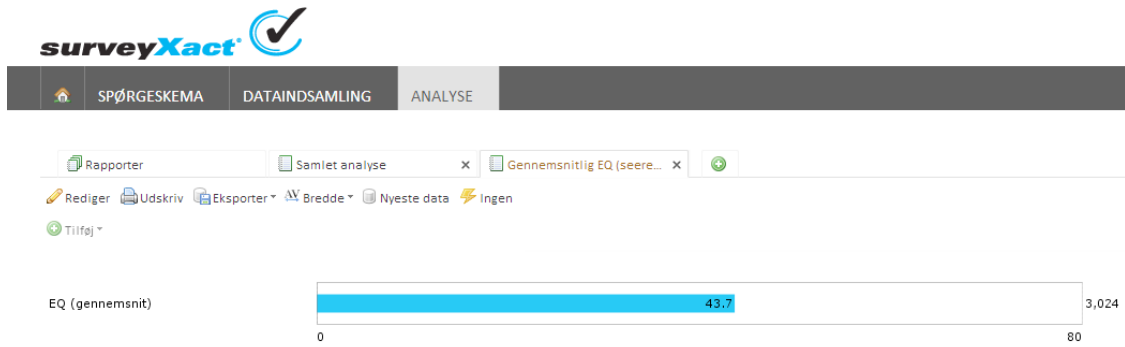 surveyXact
SPØRGESKEMA DATAINDSAMLING ANALYSE
Rapporter Samlet analyse x Gennemsnitlig EQ (seere... x
Rediger Udskriv Eksporter AV Bredde Nyeste data Ingen
Tilføj
EQ (gennemsnit) 43.7 3,024
0 80